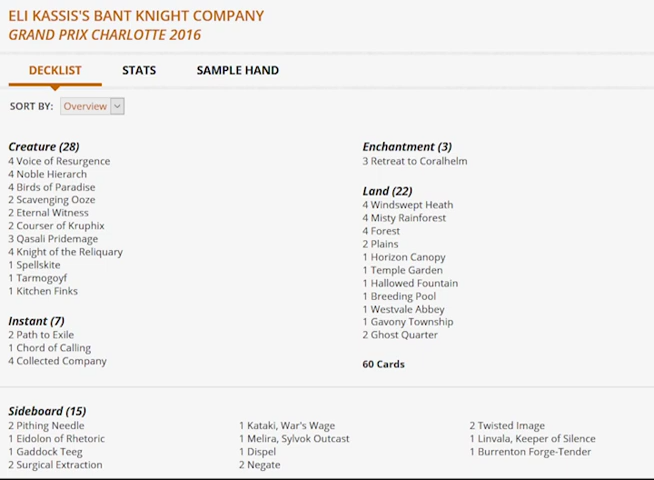 ELI KASSIS'S BANT KNIGHT COMPANY
GRAND PRIX CHARLOTTE 2016
DECKLIST STATS SAMPLE HAND
SORT BY: Overview
Creature (28)
4 Voice of Resurgence
4 Noble Hierarch
4 Birds of Paradise
2 Scavenging Ooze
2 Eternal Witness
2 Courser of Kruphix
3 Qasali Pridemage
4 Knight of the Reliquary
1 Spellskite
1 Tarmogoyf
1 Kitchen Finks
Instant (7)
2 Path to Exile
1 Chord of Calling
4 Collected Company
Enchantment (3)
3 Retreat to Coralhelm
Land (22)
4 Windswept Heath
4 Misty Rainforest
4 Forest
2 Plains
1 Horizon Canopy
1 Temple Garden
1 Hallowed Fountain
1 Breeding Pool
1 Westvale Abbey
1 Gavony Township
2 Ghost Quarter
60 Cards
Sideboard (15)
2 Pithing Needle
1 Eidolon of Rhetoric
1 Gaddock Teeg
2 Surgical Extraction
1 Kataki, War's Wage
1 Melira, Sylvok Outcast
1 Dispel
2 Negate
2 Twisted Image
1 Linvala, Keeper of Silence
1 Burrenton Forge-Tender